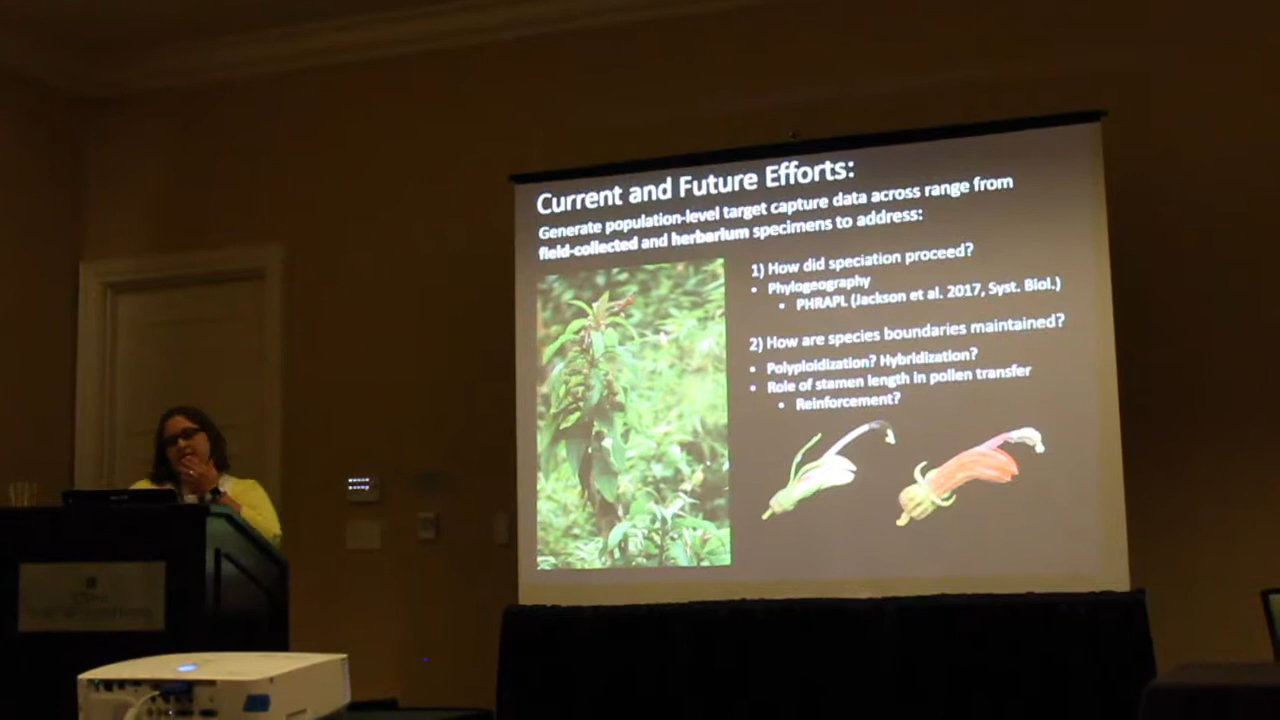 Current and Future Efforts:
Generate population-level target capture data across range from
field-collected and herbarium specimens to address:
1) How did speciation proceed?
• Phylogeography
• PHRAPL (Jackson et al. 2017, Syst. Biol.)
2) How are species boundaries maintained?
• Polyploidization? Hybridization?
• Role of stamen length in pollen transfer
• Reinforcement?